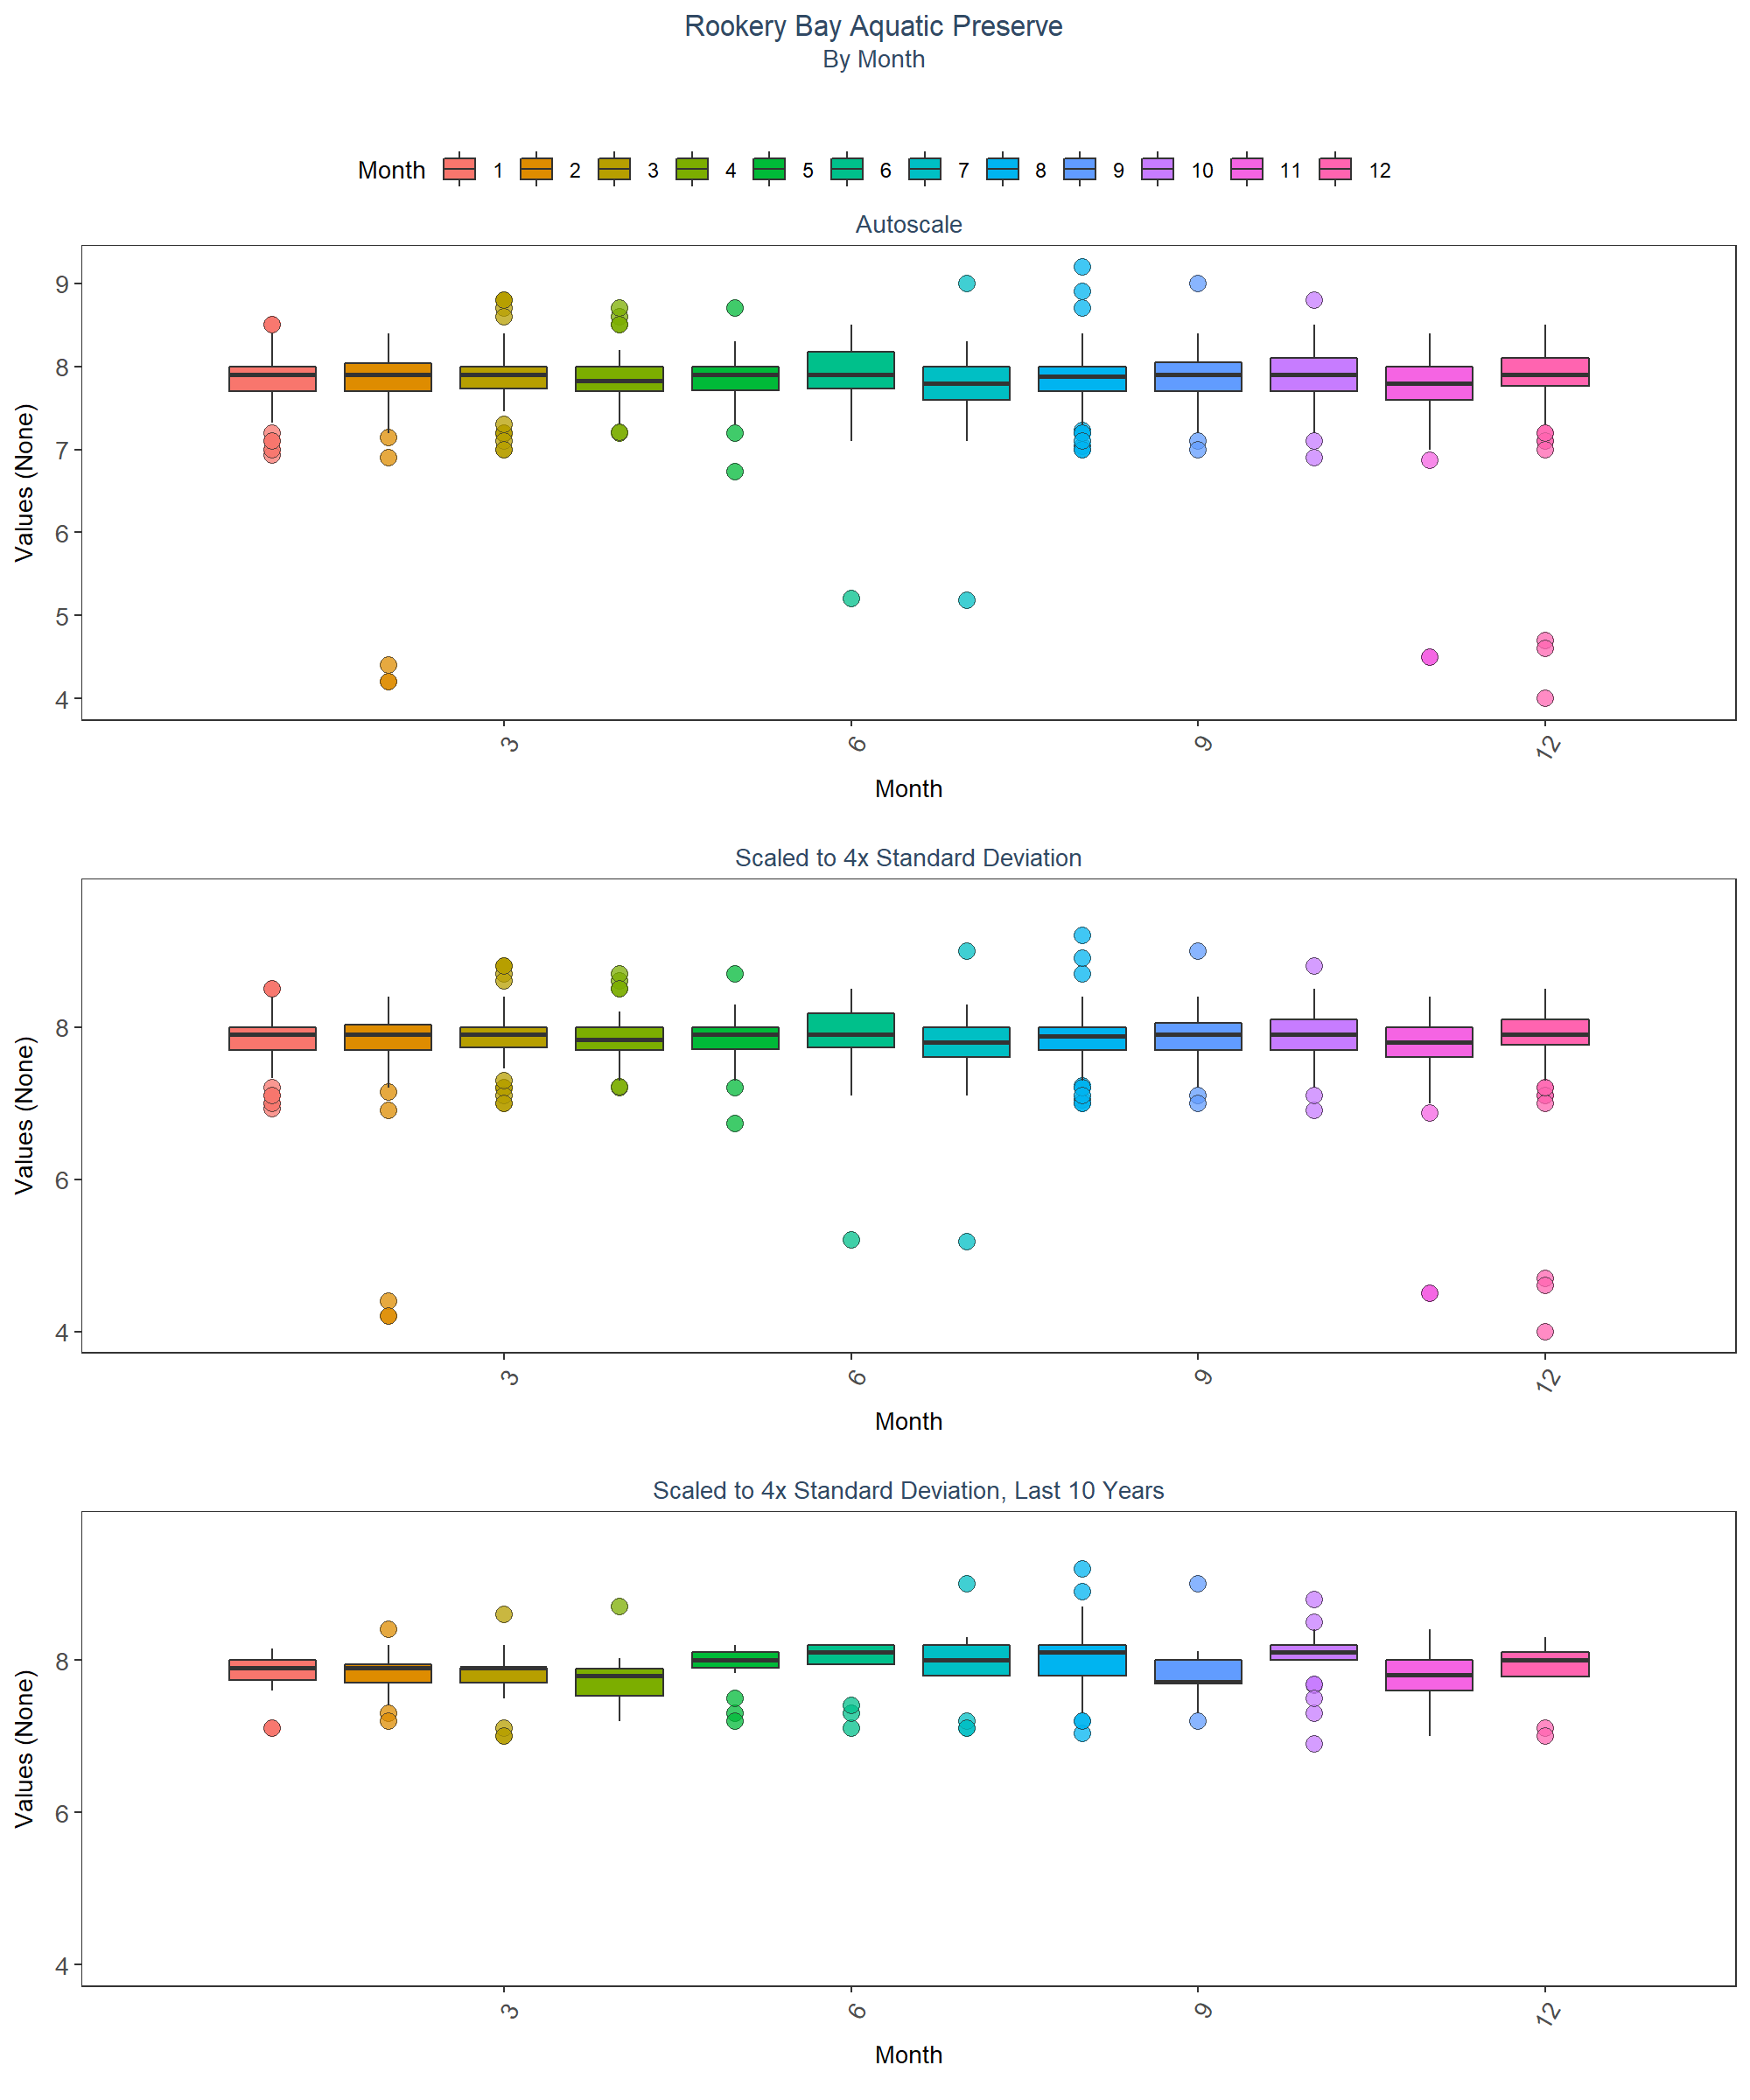 Rookery Bay Aquatic Preserve
By Month
Month 1 2 3 4 5 6 7 8 9 10 11 12
Autoscale
Values (None)
9
8
7
6
5
4
3 6 9 12
Month
Scaled to 4x Standard Deviation
Values (None)
8
6
4
3 6 9 12
Month
Scaled to 4x Standard Deviation, Last 10 Years
Values (None)
8
6
4
3 6 9 12
Month